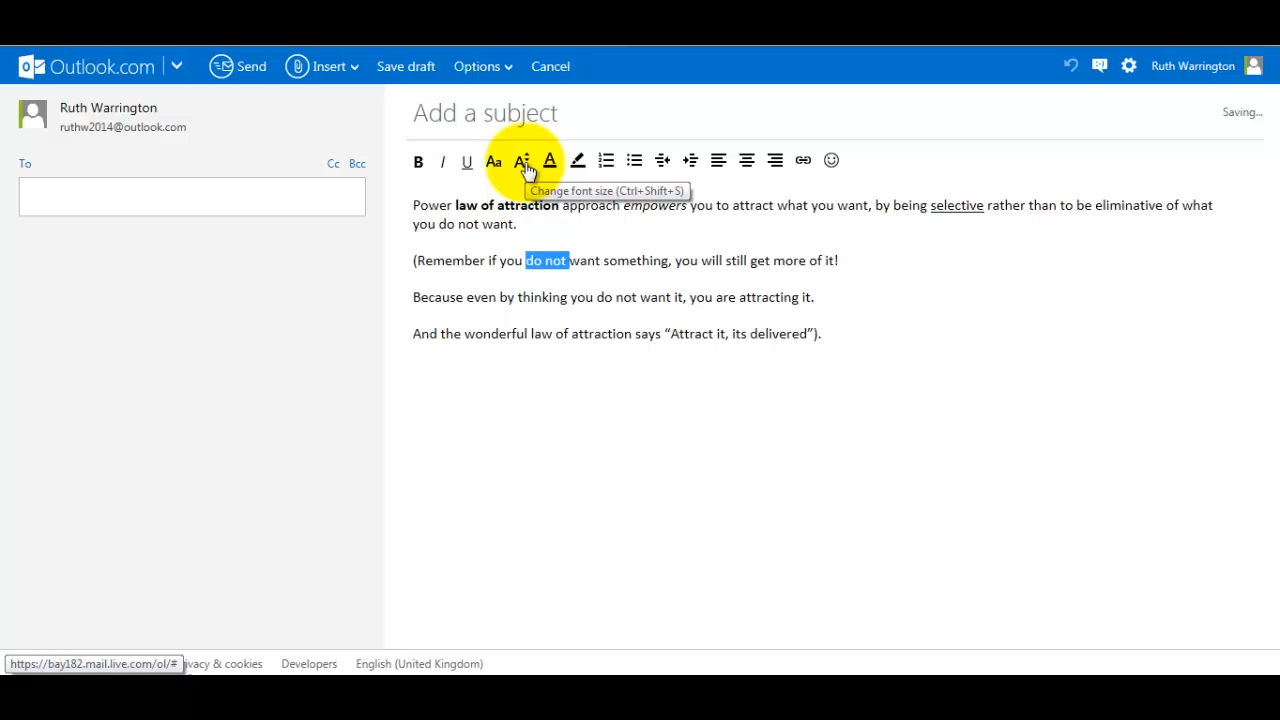 Outlook.com Send Insert Save draft Options Cancel Ruth Warrington
Ruth Warrington
ruthw2014@outlook.com
To Cc Bcc
Add a subject Saving...
B I U Aa A A
Change font size (Ctrl+Shift+S)
Power law of attraction approach empowers you to attract what you want, by being selective rather than to be eliminative of what
you do not want.
(Remember if you do not want something, you will still get more of it!
Because even by thinking you do not want it, you are attracting it.
And the wonderful law of attraction says “Attract it, its delivered”).
https://bay182.mail.live.com/ol/# ivacy & cookies Developers English (United Kingdom)